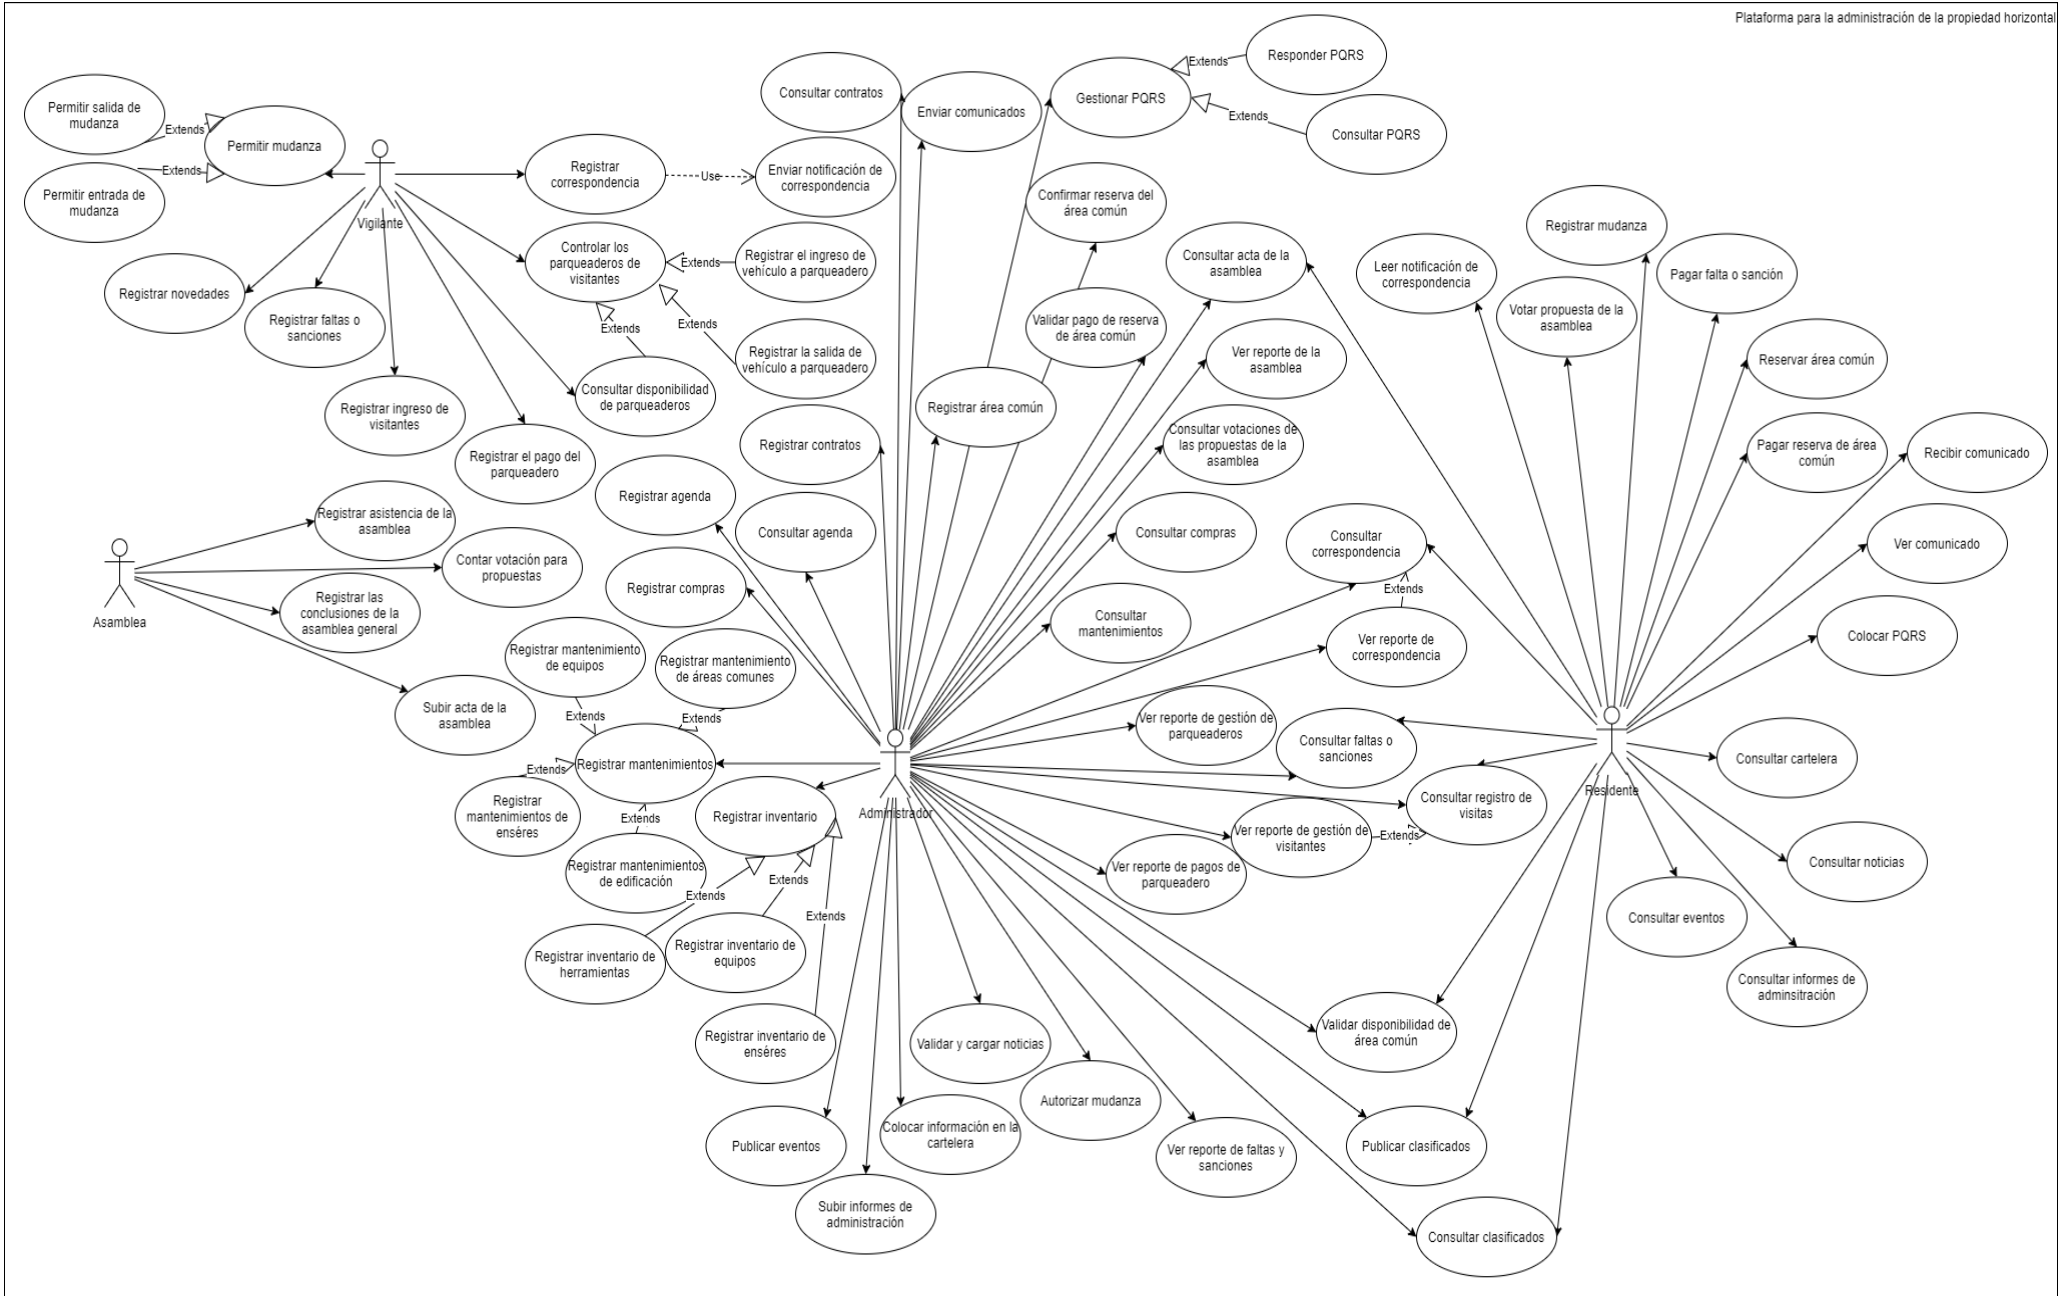 Plataforma para la administración de la propiedad horizontal
Permitir salida de
mudanza
Extends
Permitir mudanza
Extends
Permitir entrada de
mudanza
Vigilante
Registrar
correspondencia
Use
Enviar notificación de
correspondencia
Controlar los
parqueaderos de
visitantes
Extends
Registrar el ingreso de
vehículo a parqueadero
Extends
Extends
Registrar la salida de
vehículo a parqueadero
Consultar disponibilidad
de parqueaderos
Registrar novedades
Registrar faltas o
sanciones
Registrar ingreso de
visitantes
Registrar el pago del
parqueadero
Consultar contratos
Enviar comunicados
Gestionar PQRS
Extends
Responder PQRS
Extends
Consultar PQRS
Confirmar reserva del
área común
Validar pago de reserva
de área común
Registrar área común
Registrar contratos
Registrar agenda
Consultar agenda
Registrar compras
Consultar acta de la
asamblea
Ver reporte de la
asamblea
Consultar votaciones de
las propuestas de la
asamblea
Consultar compras
Consultar
mantenimientos
Consultar
correspondencia
Extends
Ver reporte de
correspondencia
Leer notificación de
correspondencia
Registrar mudanza
Votar propuesta de la
asamblea
Pagar falta o sanción
Reservar área común
Pagar reserva de área
común
Recibir comunicado
Ver comunicado
Colocar PQRS
Consultar cartelera
Consultar noticias
Consultar eventos
Consultar informes de
adminsitración
Residente
Registrar asistencia de la
asamblea
Contar votación para
propuestas
Asamblea
Registrar las
conclusiones de la
asamblea general
Subir acta de la
asamblea
Registrar mantenimiento
de equipos
Registrar mantenimiento
de áreas comunes
Extends
Extends
Registrar mantenimientos
Extends
Registrar
mantenimientos de
enséres
Extends
Registrar mantenimientos
de edificación
Registrar inventario
Extends
Extends
Extends
Registrar inventario de
herramientas
Registrar inventario de
equipos
Registrar inventario de
enséres
Administrador
Ver reporte de gestión de
parqueaderos
Consultar faltas o
sanciones
Consultar registro de
visitas
Ver reporte de gestión de
visitantes
Extends
Ver reporte de pagos de
parqueadero
Validar y cargar noticias
Autorizar mudanza
Colocar información en la
cartelera
Publicar eventos
Subir informes de
administración
Ver reporte de faltas y
sanciones
Validar disponibilidad de
área común
Publicar clasificados
Consultar clasificados